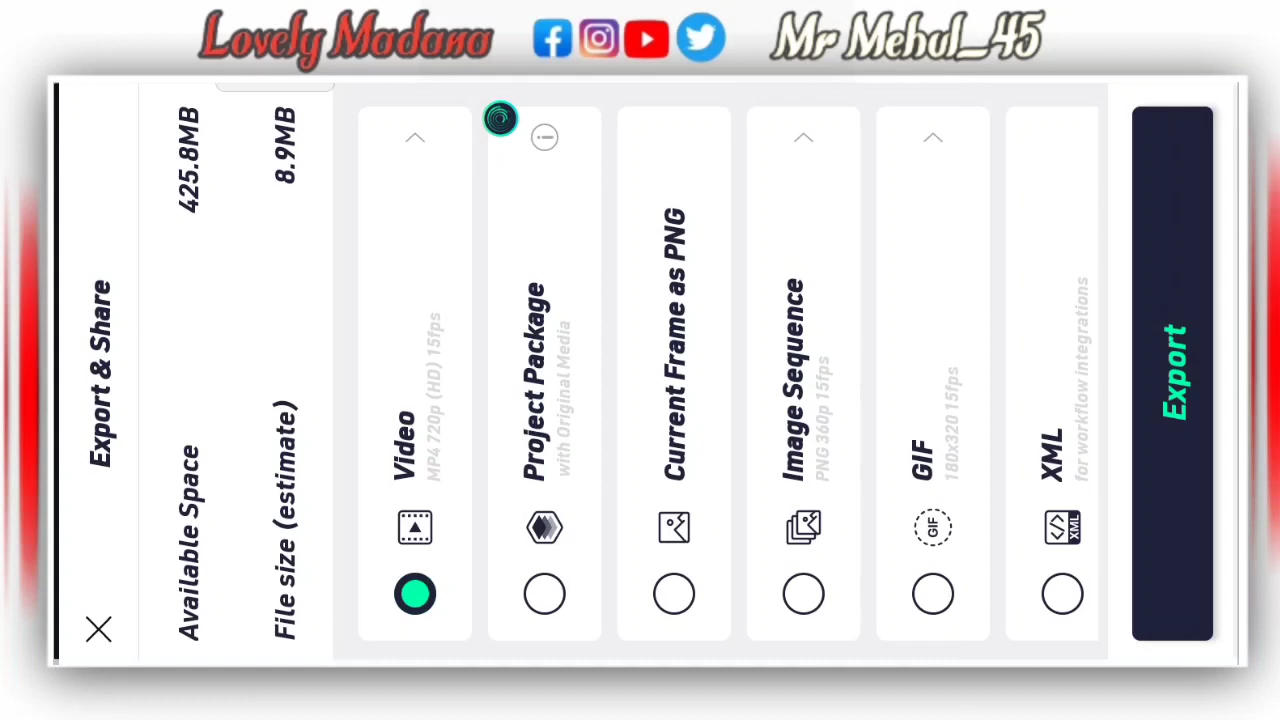 Lovely Madana
Mr Mehul_45
Export & Share
Available Space 425.8MB
File size (estimate) 8.9MB
Video
MP4 720p (HD) 15fps
Project Package
with Original Media
Current Frame as PNG
Image Sequence
PNG 360p 15fps
GIF
GIF
180x320 15fps
XML
XML
for workflow integrations
Export